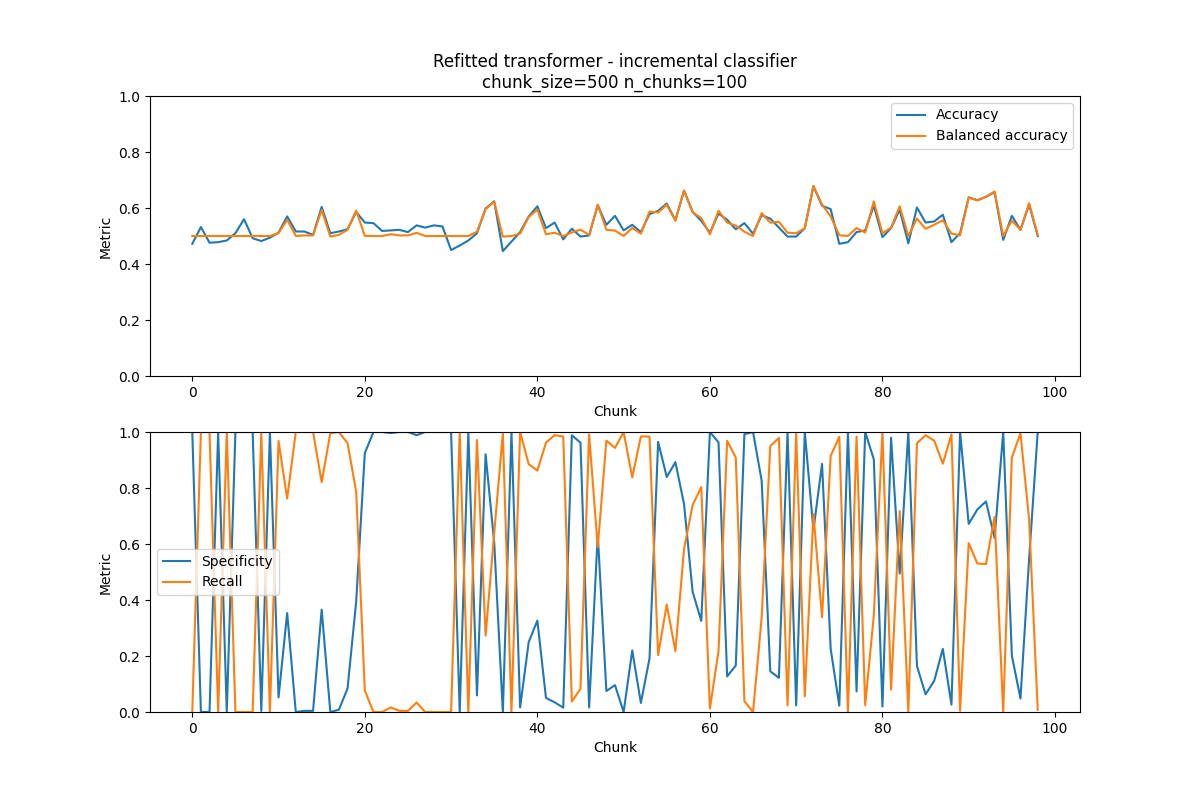 Refitted transformer - incremental classifier
chunk_size=500 n_chunks=100
Metric
1.0
0.8
0.6
0.4
0.2
0.0
Accuracy
Balanced accuracy
0 20 40 60 80 100
Chunk
Metric
1.0
0.8
0.6
0.4
0.2
0.0
Specificity
Recall
0 20 40 60 80 100
Chunk